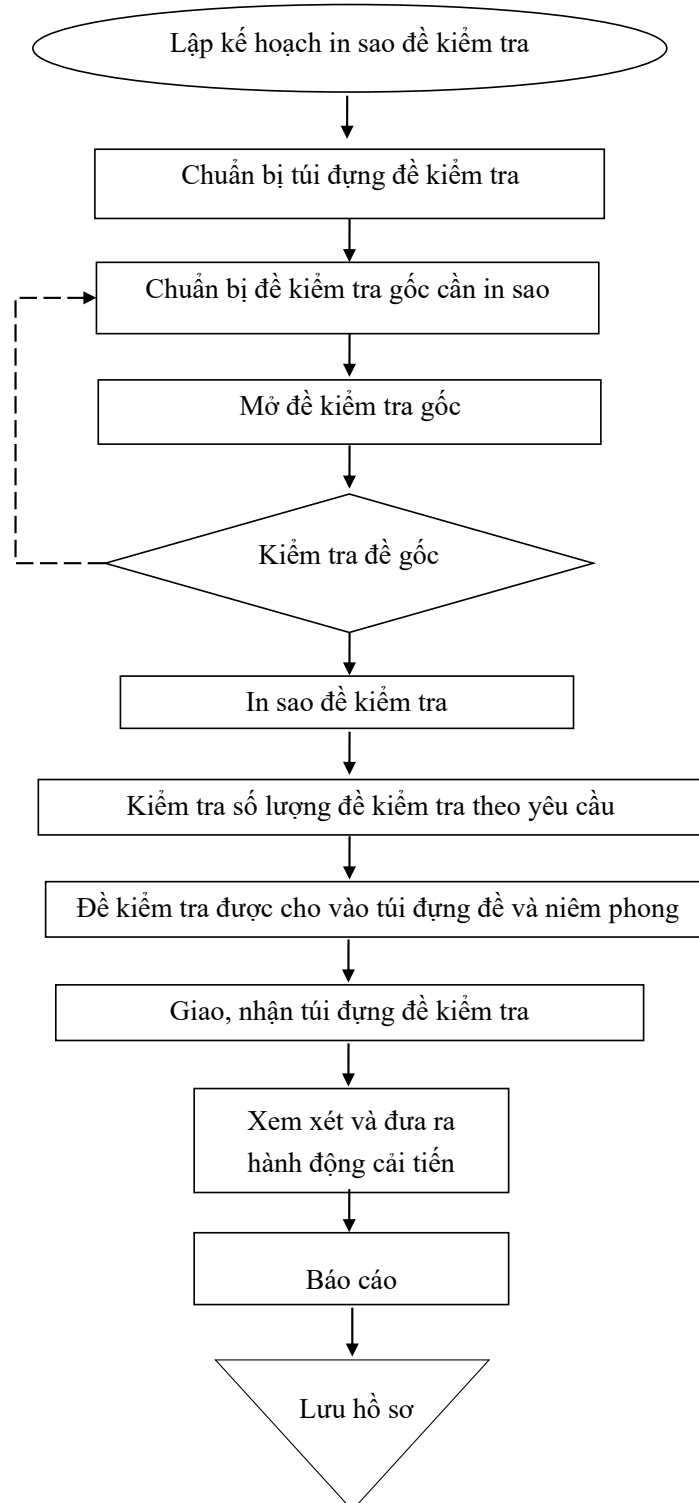 Lập kế hoạch in sao đề kiểm tra
Chuẩn bị túi đựng đề kiểm tra
Chuẩn bị đề kiểm tra gốc cần in sao
Mở đề kiểm tra gốc
Kiểm tra đề gốc
In sao đề kiểm tra
Kiểm tra số lượng đề kiểm tra theo yêu cầu
Đề kiểm tra được cho vào túi đựng đề và niêm phong
Giao, nhận túi đựng đề kiểm tra
Xem xét và đưa ra
hành động cải tiến
Báo cáo
Lưu hồ sơ